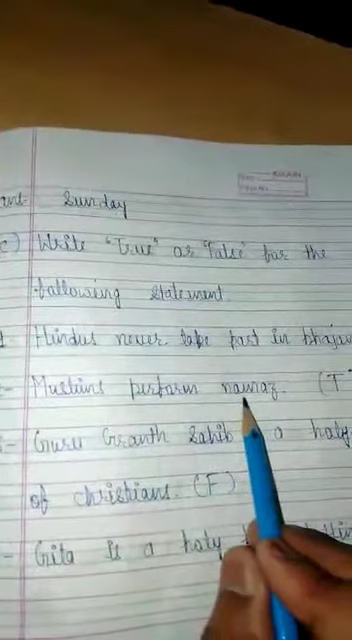 Sunday
c) Write "True" or "False" for the
following statement.
Hindus never take part in bhajan
Muslims perform namaz. (T
Guru Granth Sahib a holy
of christians. (F)
Gita is a holy